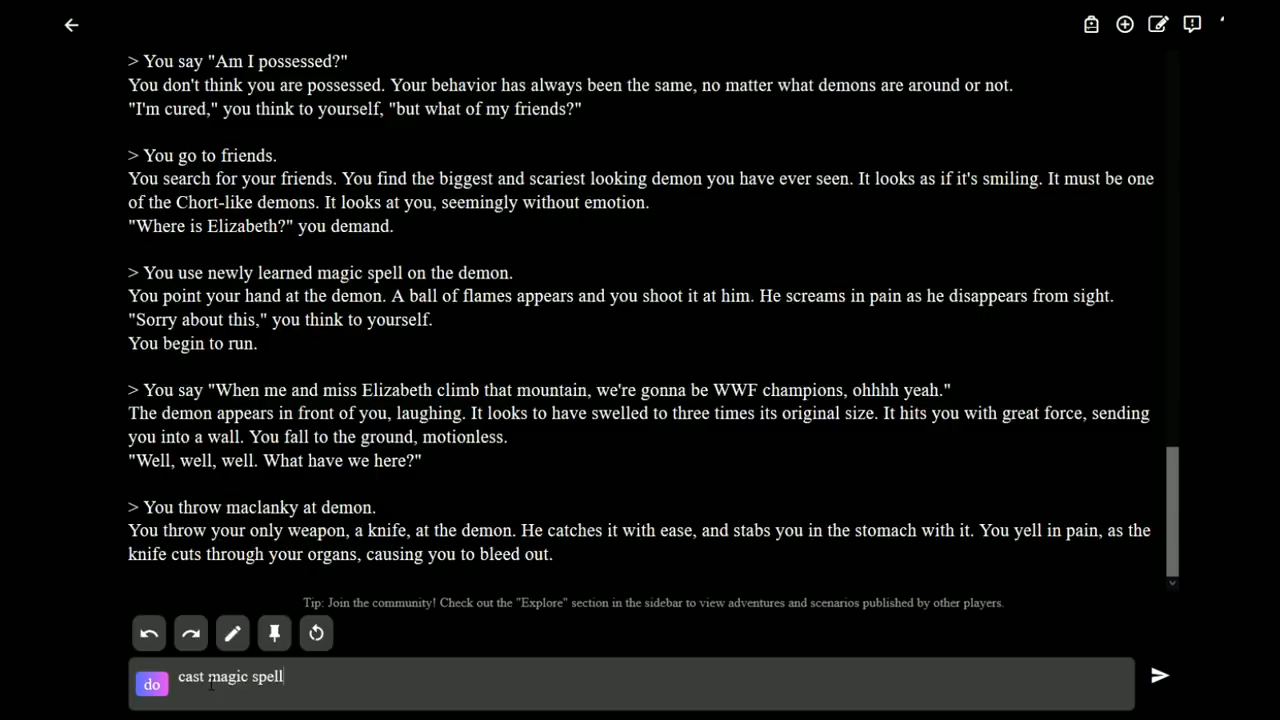 > You say "Am I possessed?"
You don't think you are possessed. Your behavior has always been the same, no matter what demons are around or not.
"I'm cured," you think to yourself, "but what of my friends?"
> You go to friends.
You search for your friends. You find the biggest and scariest looking demon you have ever seen. It looks as if it's smiling. It must be one
of the Chort-like demons. It looks at you, seemingly without emotion.
"Where is Elizabeth?" you demand.
> You use newly learned magic spell on the demon.
You point your hand at the demon. A ball of flames appears and you shoot it at him. He screams in pain as he disappears from sight.
"Sorry about this," you think to yourself.
You begin to run.
> You say "When me and miss Elizabeth climb that mountain, we're gonna be WWF champions, ohhhh yeah."
The demon appears in front of you, laughing. It looks to have swelled to three times its original size. It hits you with great force, sending
you into a wall. You fall to the ground, motionless.
"Well, well, well. What have we here?"
> You throw maclanky at demon.
You throw your only weapon, a knife, at the demon. He catches it with ease, and stabs you in the stomach with it. You yell in pain, as the
knife cuts through your organs, causing you to bleed out.
Tip: Join the community! Check out the "Explore" section in the sidebar to view adventures and scenarios published by other players.
do cast magic spell